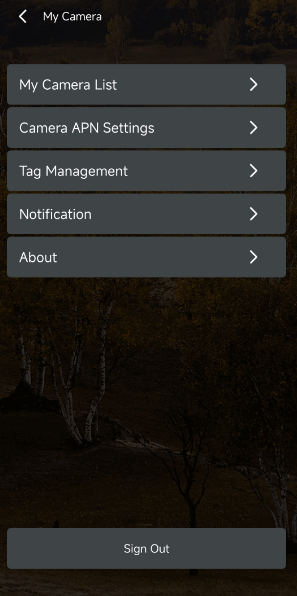 My Camera
My Camera List
Camera APN Settings
Tag Management
Notification
About
Sign Out